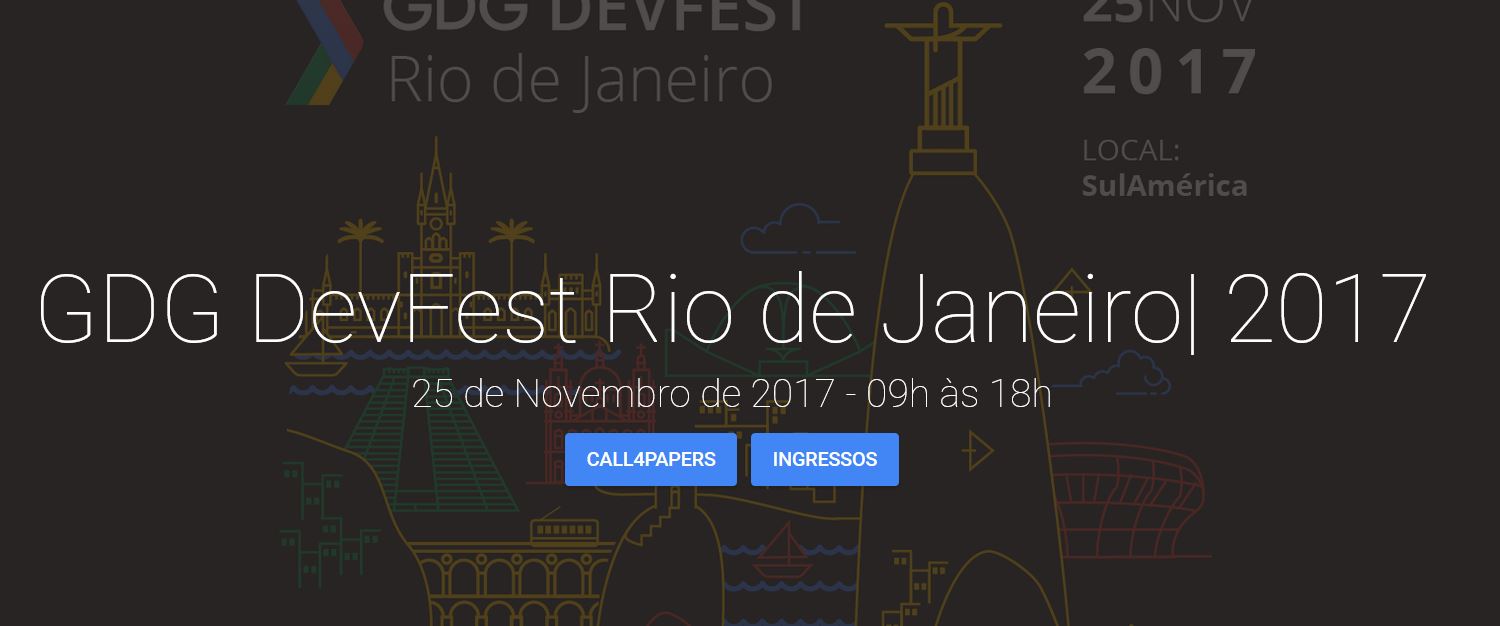 GDG DEVFEST
Rio de Janeiro
25NOV
2017
LOCAL:
SulAmérica
GDG DevFest Rio de Janeiro| 2017
25 de Novembro de 2017 - 09h às 18h
CALL4PAPERS
INGRESSOS